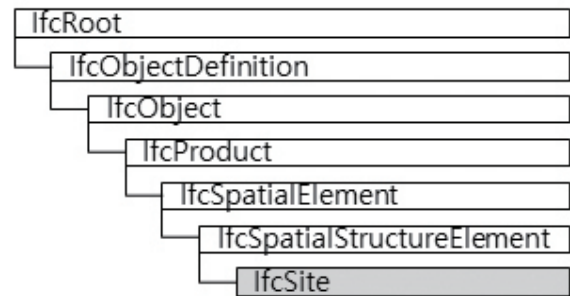 IfcRoot
IfcObjectDefinition
IfcObject
IfcProduct
IfcSpatialElement
IfcSpatialStructureElement
IfcSite